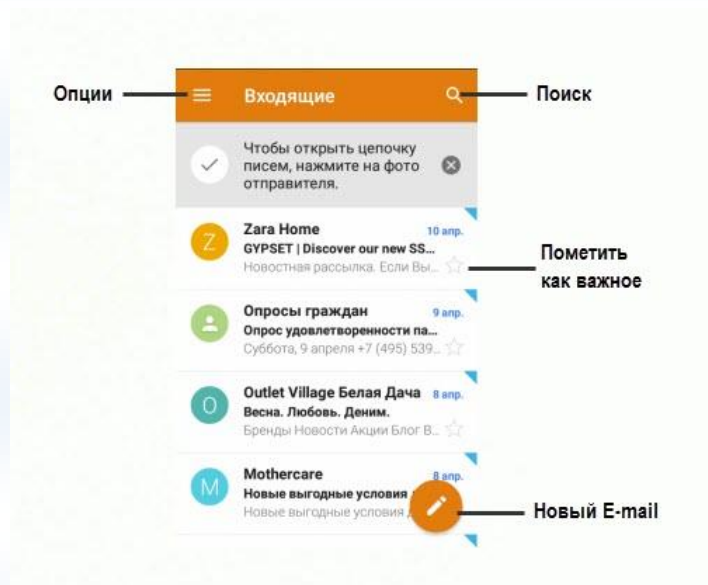 Опции
Входящие
Поиск
Чтобы открыть цепочку
писем, нажмите на фото
отправителя.
Z
Zara Home
10 апр.
GYPSET | Discover our new SS...
Новостная рассылка. Если Вы...
Пометить
как важное
Опросы граждан
9 апр.
Опрос удовлетворенности па...
Суббота, 9 апреля +7 (495) 539...
O
Outlet Village Белая Дача
8 апр.
Весна. Любовь. Деним.
Бренды Новости Акции Блог В...
M
Mothercare
8 апр.
Новые выгодные условия
Новые выгодные условия
Новый E-mail